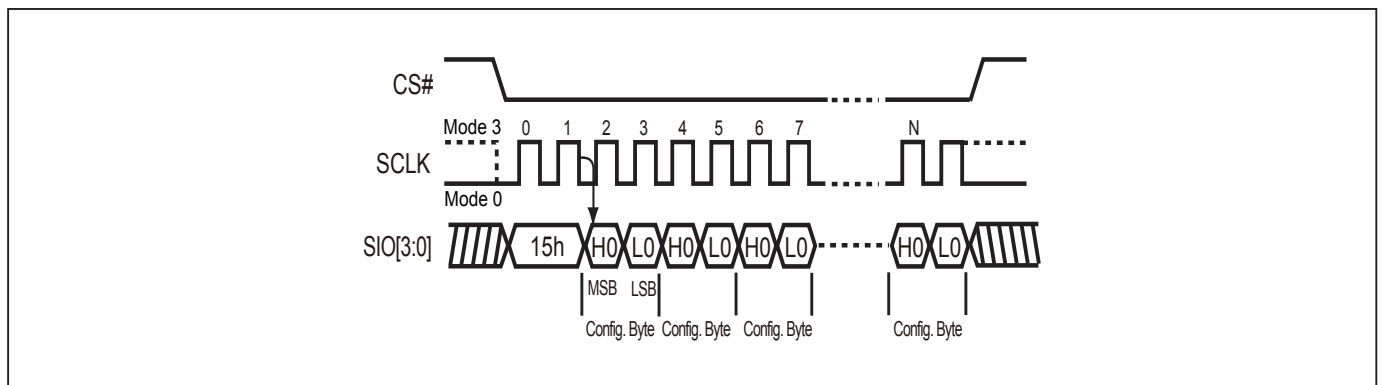 CS#
Mode 3 0 1 2 3 4 5 6 7 N
SCLK
Mode 0
SIO[3:0] 15h H0 L0 H0 L0 H0 L0 H0 L0
MSB LSB
Config. Byte Config. Byte Config. Byte Config. Byte